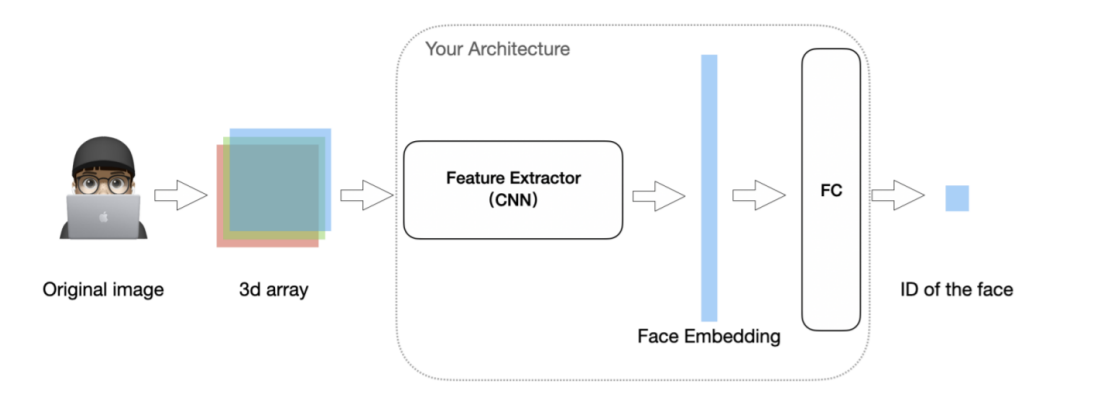 Your Architecture
Feature Extractor
(CNN)
FC
Original image
3d array
ID of the face
Face Embedding